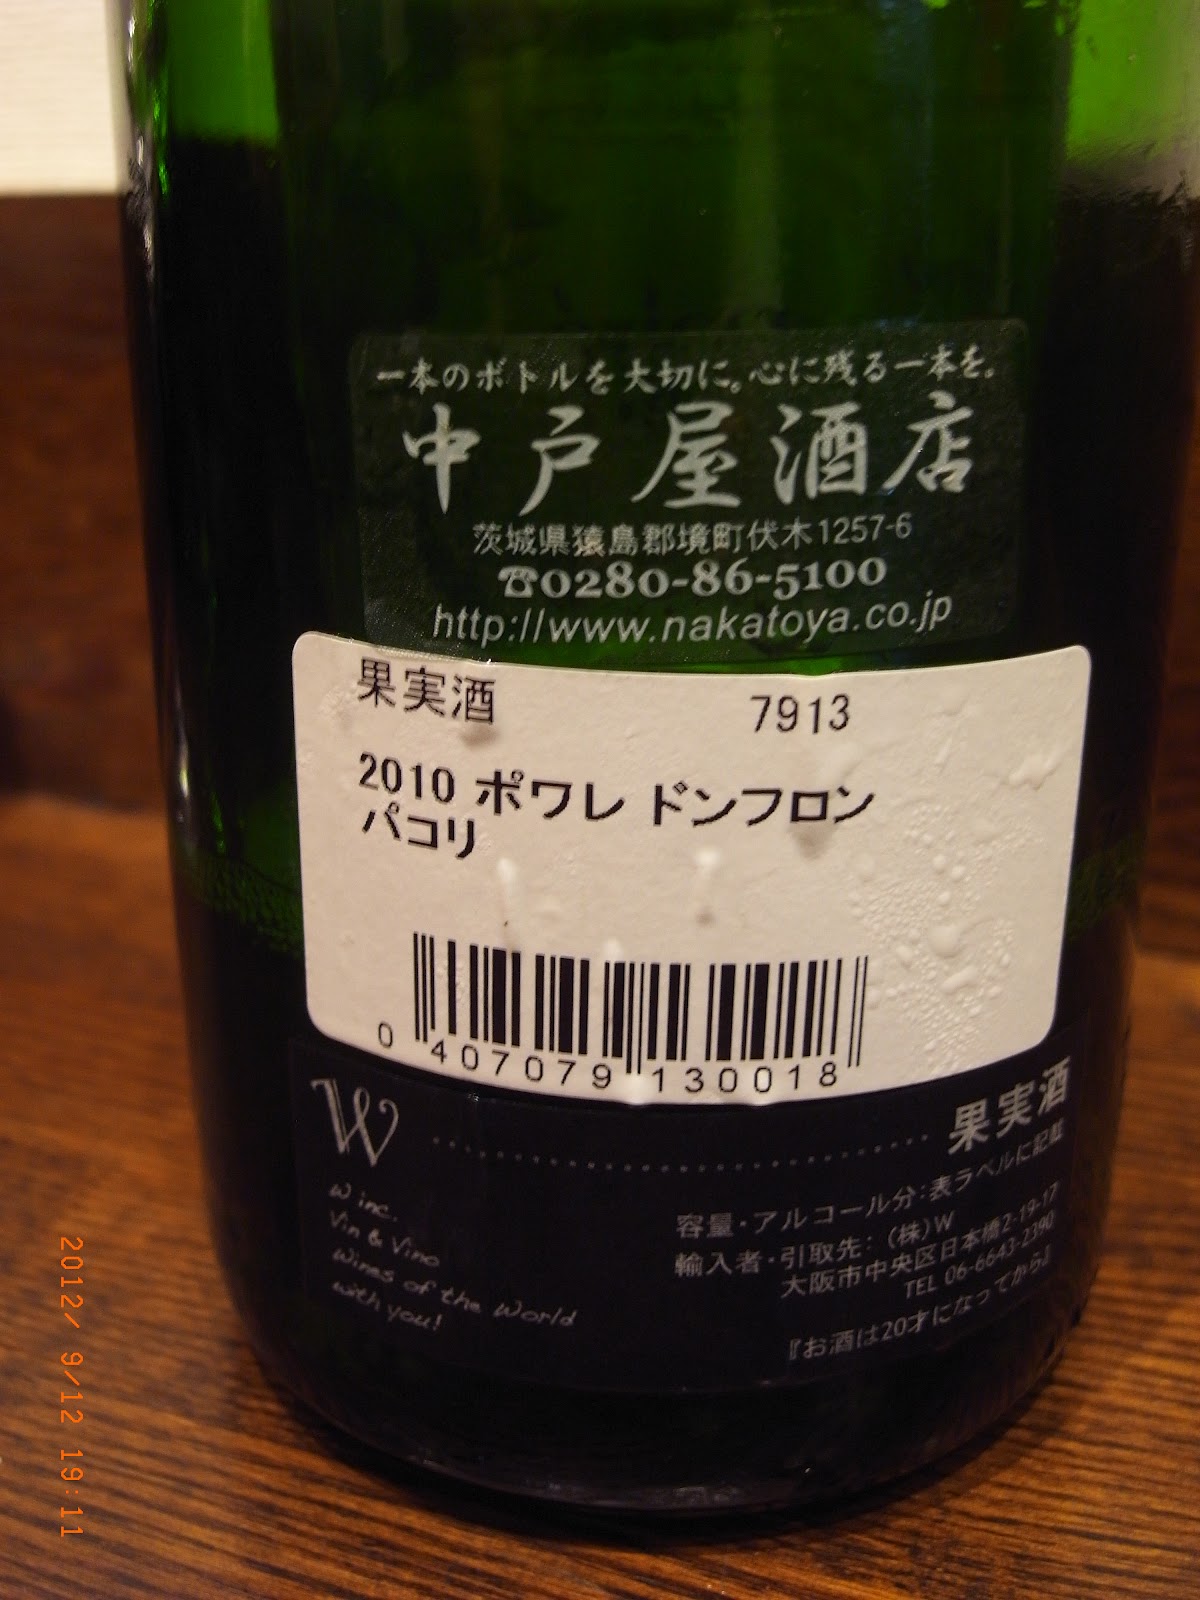 一本のボトルを大切に。心に残る一本を。
中戸屋酒店
茨城県猿島郡境町伏木1257-6
☎0280-86-5100
http://www.nakatoya.co.jp
果実酒 7913
2010 ポワレ ドンフロン
パコリ
0 407079 130018
W 果実酒
w inc.
Vin & Vino
Wines of the World
with you!
容量・アルコール分:表ラベルに記載
輸入者・引取先:(株)W
大阪市中央区日本橋2-19-17
TEL 06-6643-2390
『お酒は20才になってから』
2012/ 9/12 19:11